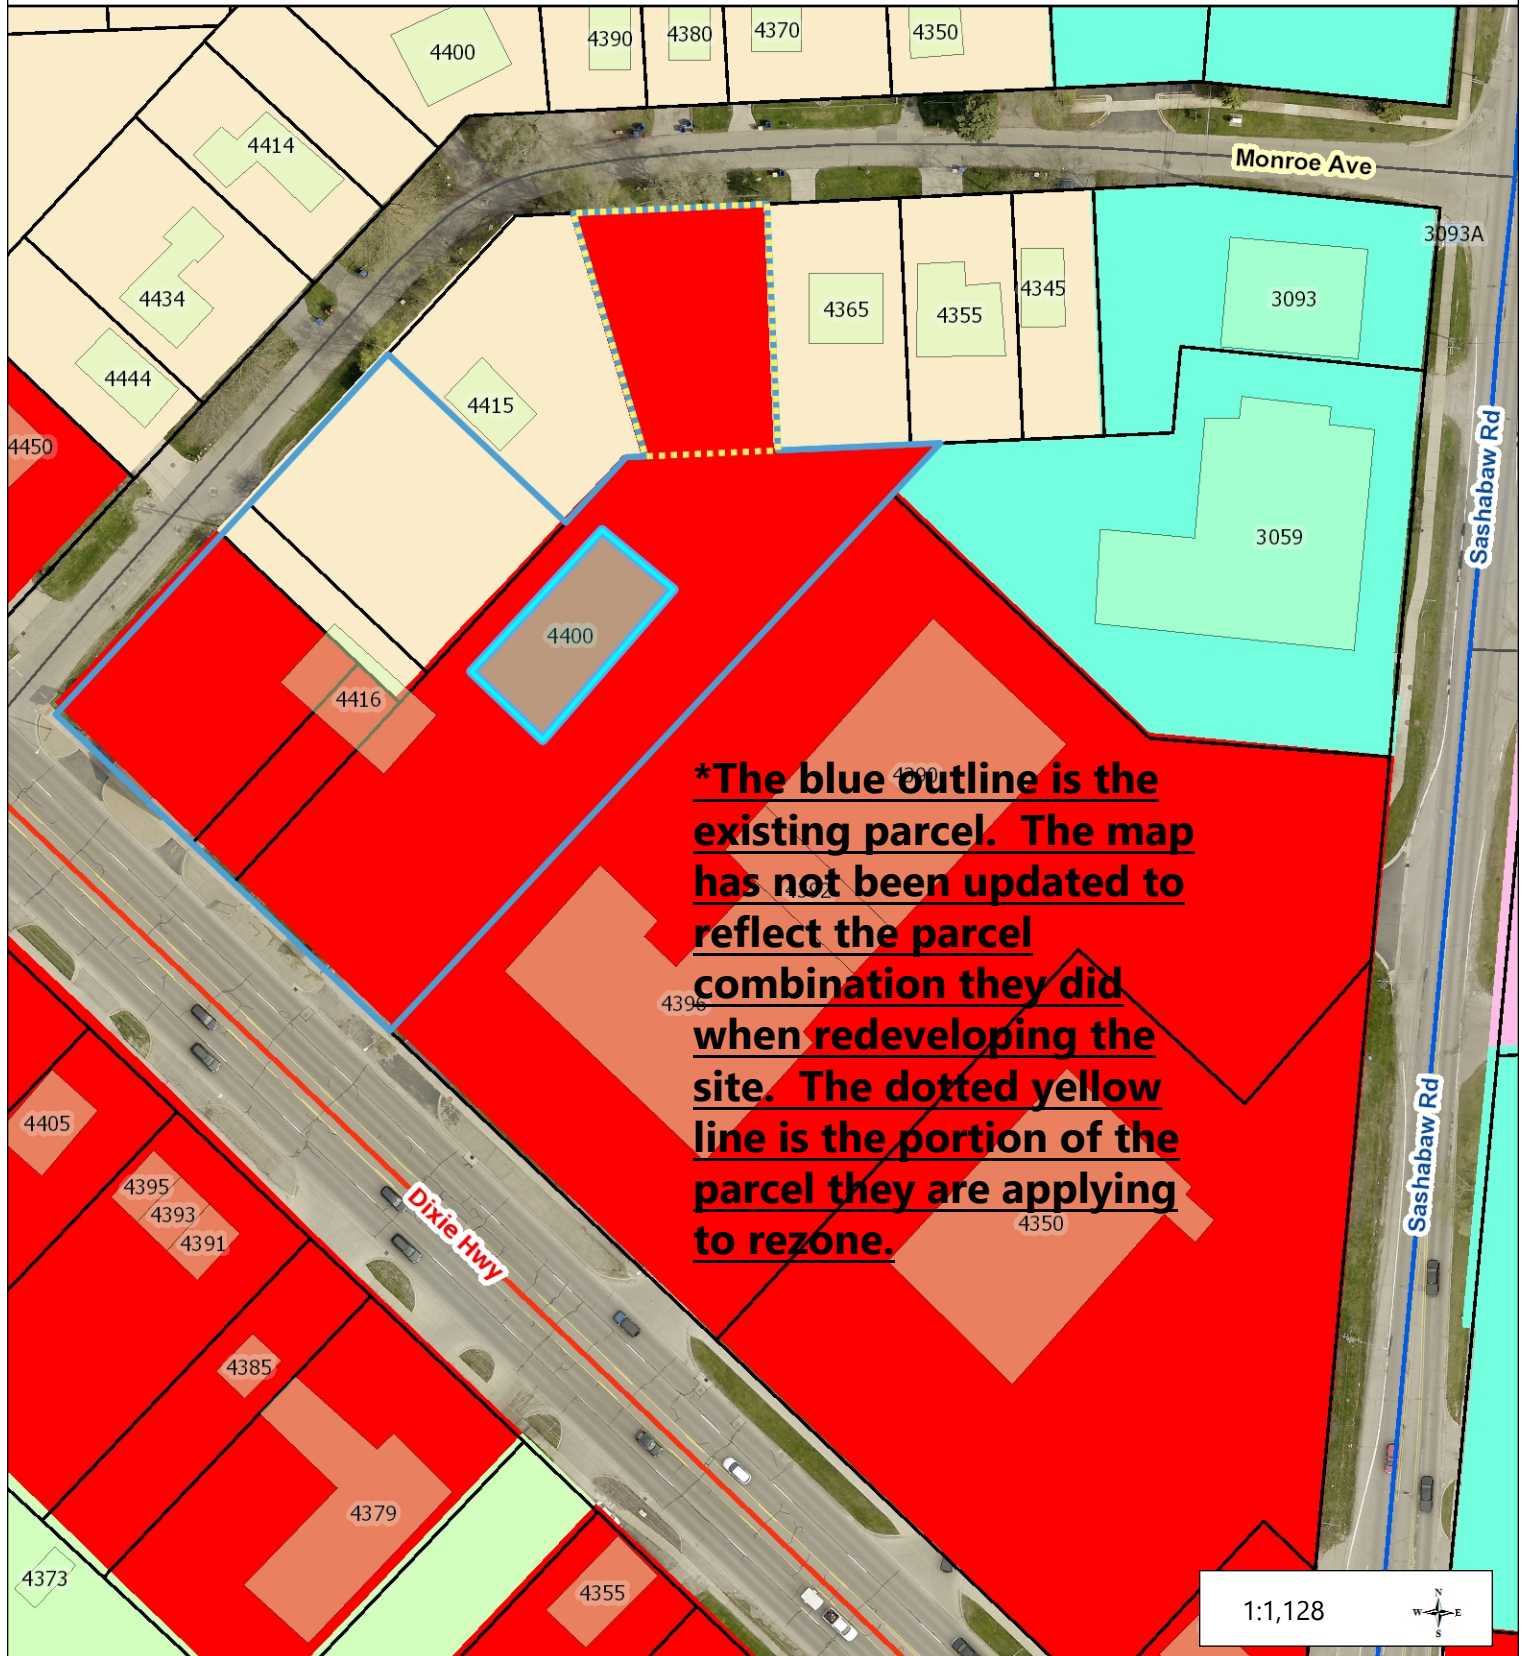 4400
4390
4380
4370
4350
4414
Monroe Ave
3093A
4434
4365
4355
4345
3093
4444
4415
4450
Sashabaw Rd
3059
4400
4416
4390
*The blue outline is the
existing parcel. The map
has not been updated to
reflect the parcel
combination they did
when redeveloping the
site. The dotted yellow
line is the portion of the
parcel they are applying
to rezone.
4392
4396
4405
Sashabaw Rd
4395
4393
4391
Dixie Hwy
4350
4385
4379
4373
4355
1:1,128
N
W
E
S